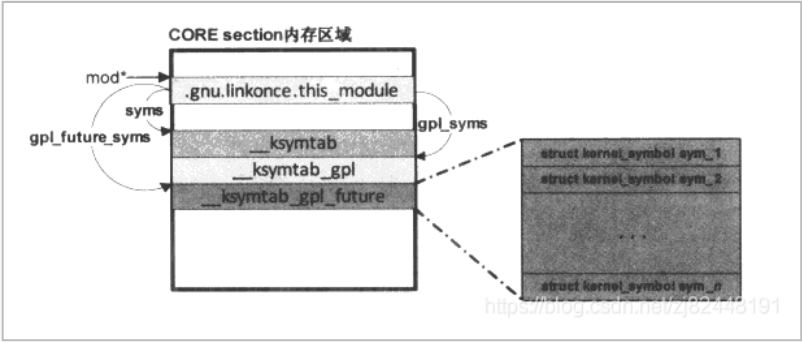 CORE section内存区域
mod*
.gnu.linkonce.this_module
syms
gpl_syms
gpl_future_syms
__ksymtab
__ksymtab_gpl
__ksymtab_gpl_future
struct kernel_symbol sym_1
struct kernel_symbol sym_2
...
struct kernel_symbol sym_n
https://blog.csdn.net/zj82448191